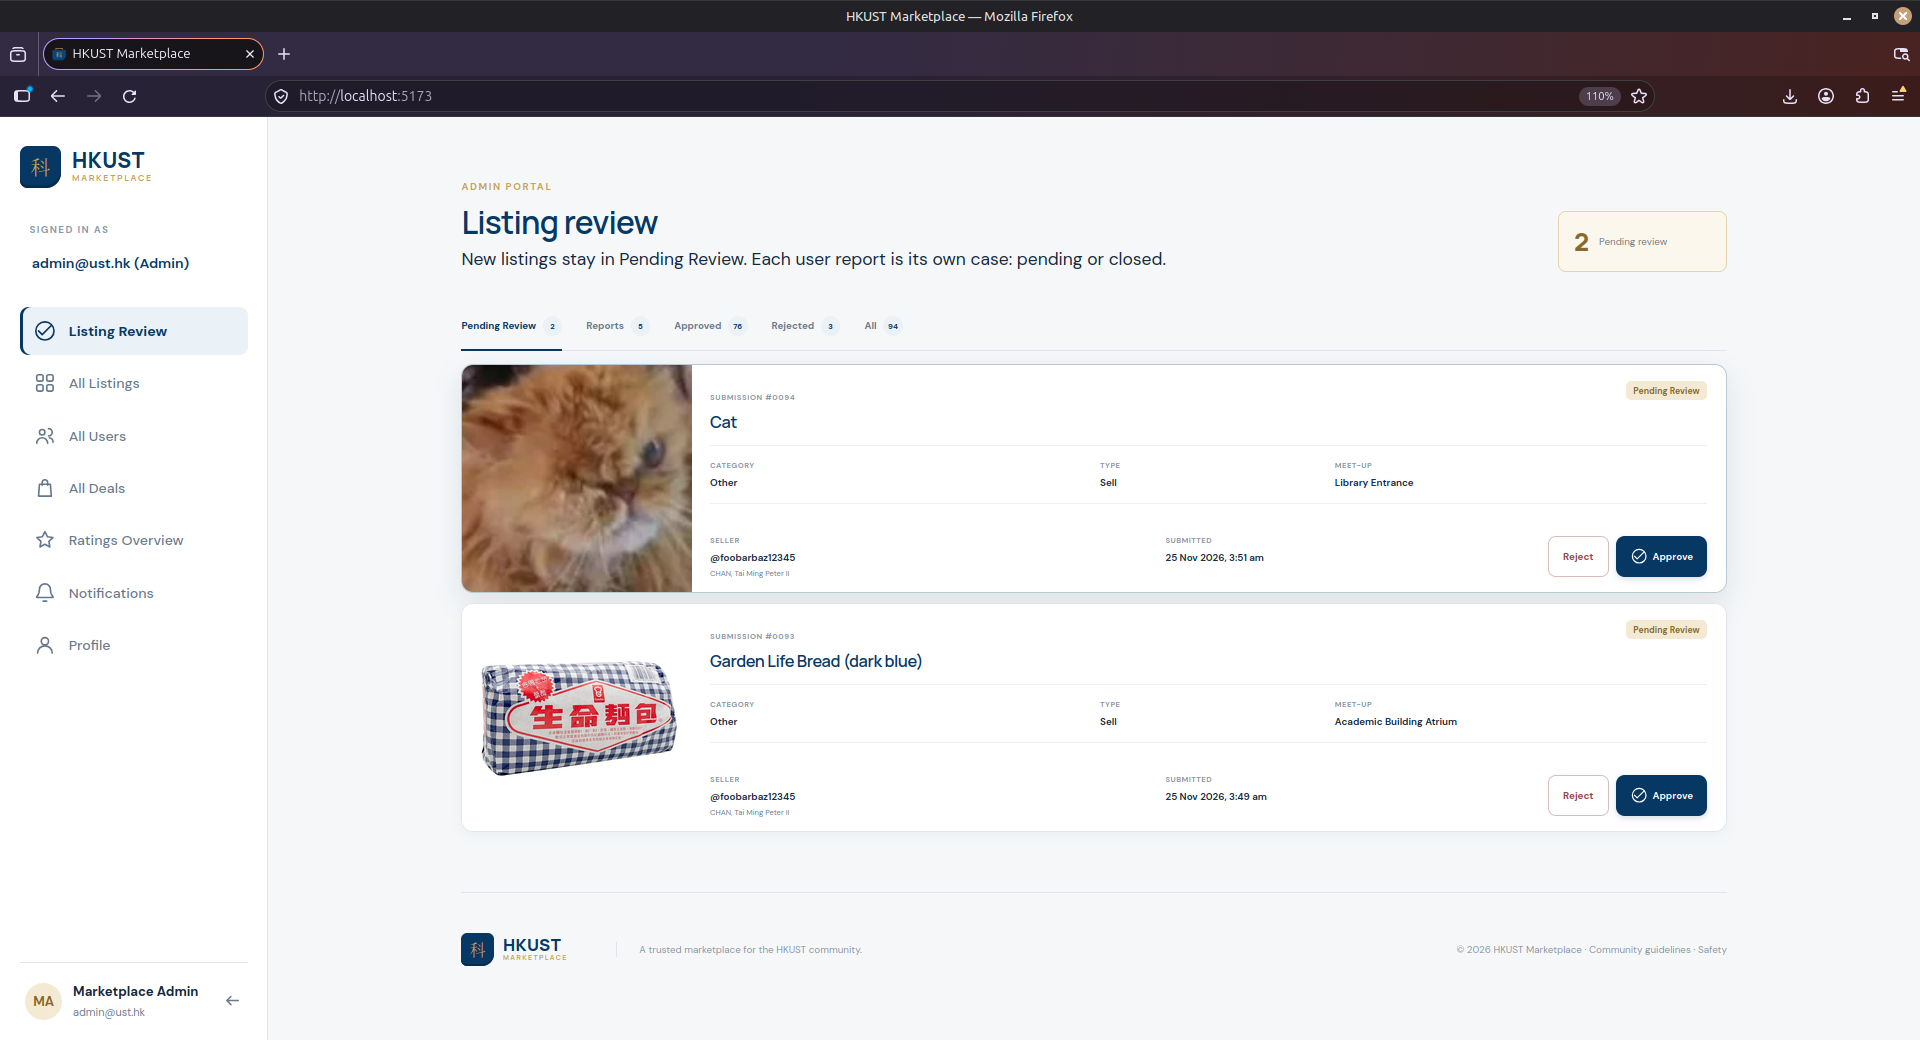 HKUST Marketplace — Mozilla Firefox
HKUST Marketplace
http://localhost:5173
110%
科
HKUST
MARKETPLACE
SIGNED IN AS
admin@ust.hk (Admin)
Listing Review
All Listings
All Users
All Deals
Ratings Overview
Notifications
Profile
MA
Marketplace Admin
admin@ust.hk
ADMIN PORTAL
Listing review
New listings stay in Pending Review. Each user report is its own case: pending or closed.
2 Pending review
Pending Review 2 Reports 5 Approved 76 Rejected 3 All 94
SUBMISSION #0094
Pending Review
Cat
CATEGORY TYPE MEET-UP
Other Sell Library Entrance
SELLER SUBMITTED
@foobarbaz12345 25 Nov 2026, 3:51 am
CHAN, Tai Ming Peter II
Reject Approve
生命麵包
SUBMISSION #0093
Pending Review
Garden Life Bread (dark blue)
CATEGORY TYPE MEET-UP
Other Sell Academic Building Atrium
SELLER SUBMITTED
@foobarbaz12345 25 Nov 2026, 3:49 am
CHAN, Tai Ming Peter II
Reject Approve
科
HKUST
MARKETPLACE
A trusted marketplace for the HKUST community.
© 2026 HKUST Marketplace · Community guidelines · Safety